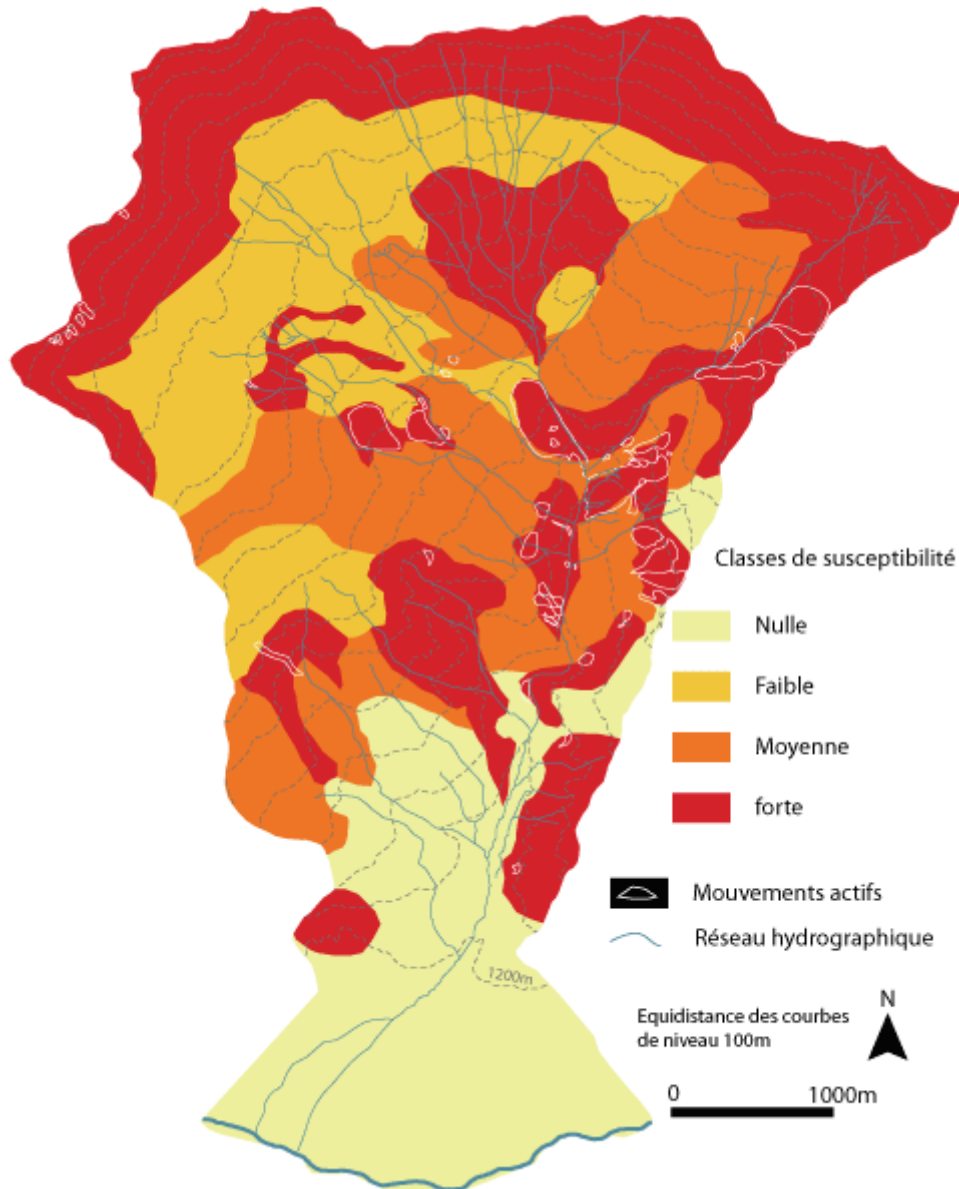 Classes de susceptibilité
Nulle
Faible
Moyenne
forte
Mouvements actifs
Réseau hydrographique
1200m
Equidistance des courbes
de niveau 100m
N
0 1000m